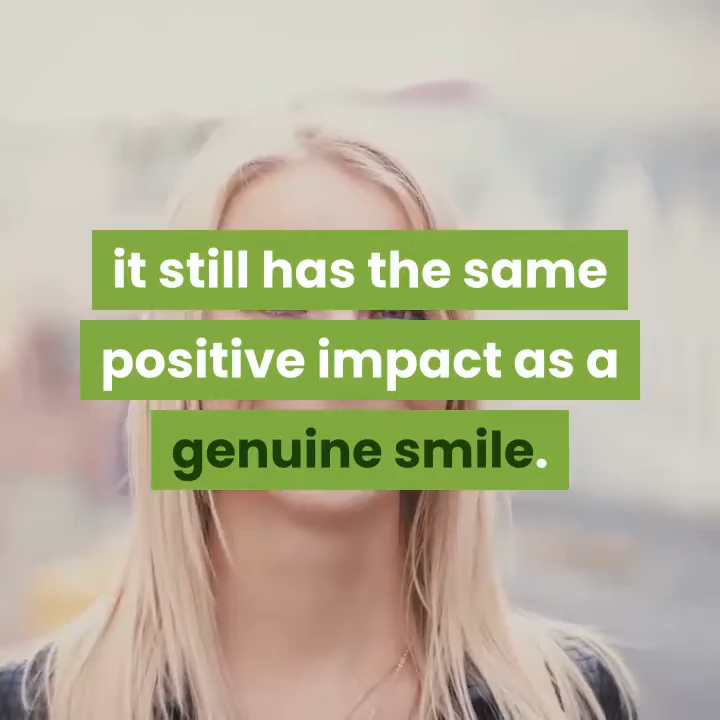 it still has the same
positive impact as a
genuine smile.